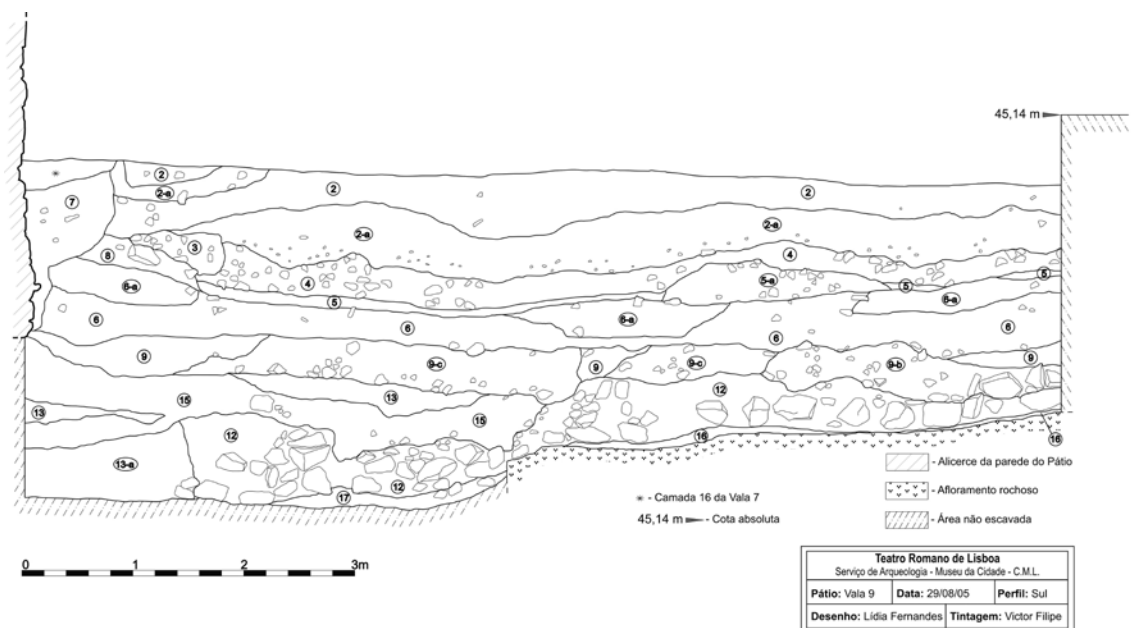 45,14 m
2
2-a
7
2
2
2-a
2-a
3
8
4
4
5-a
5
5
6-a
5
6-a
6-a
6
6
6
6
9
9-c
9
9-c
9-b
9
13
12
15
13
15
12
16
16
13-a
12
17
- Alicerce da parede do Pátio
- Afloramento rochoso
- Área não escavada
* - Camada 16 da Vala 7
45,14 m - Cota absoluta
0 1 2 3m
Teatro Romano de Lisboa
Serviço de Arqueologia - Museu da Cidade - C.M.L.
Pátio: Vala 9 Data: 29/08/05 Perfil: Sul
Desenho: Lídia Fernandes Tintagem: Victor Filipe